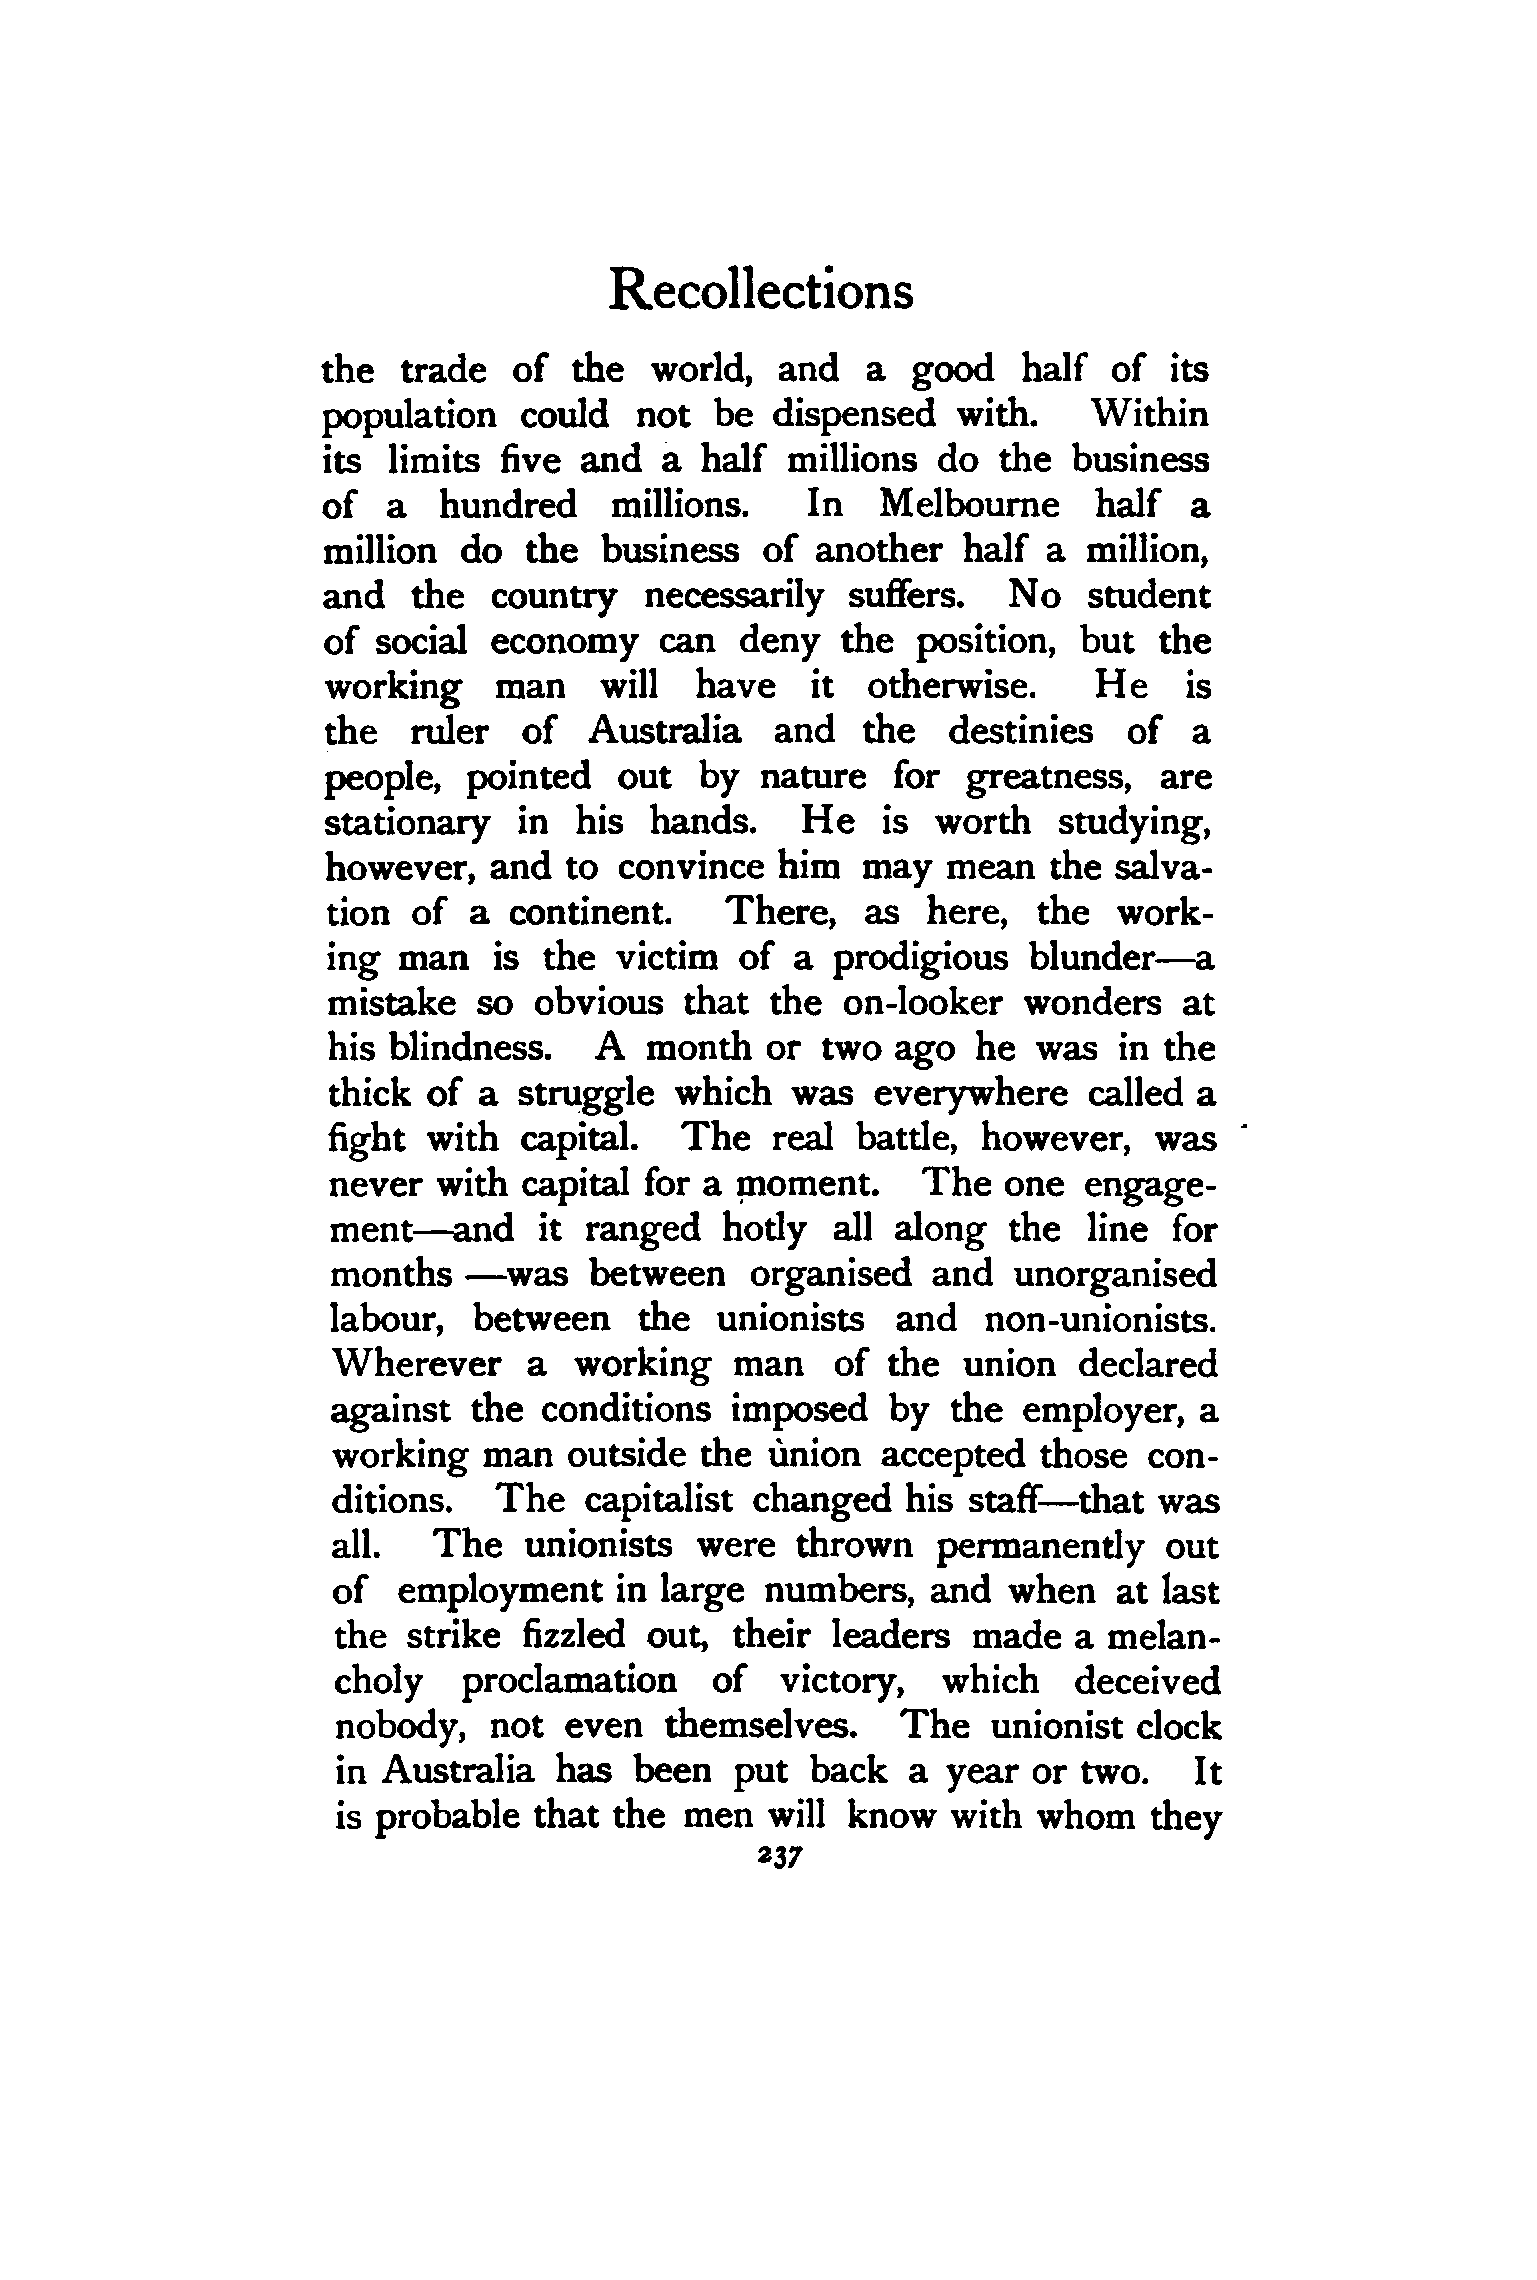 Recollections
the trade of the world, and a good half of its
population could not be dispensed with. Within
its limits five and a half millions do the business
of a hundred millions. In Melbourne half a
million do the business of another half a million,
and the country necessarily suffers. No student
of social economy can deny the position, but the
working man will have it otherwise. He is
the ruler of Australia and the destinies of a
people, pointed out by nature for greatness, are
stationary in his hands. He is worth studying,
however, and to convince him may mean the salva-
tion of a continent. There, as here, the work-
ing man is the victim of a prodigious blunder—a
mistake so obvious that the on-looker wonders at
his blindness. A month or two ago he was in the
thick of a struggle which was everywhere called a
fight with capital. The real battle, however, was
never with capital for a moment. The one engage-
ment—and it ranged hotly all along the line for
months —was between organised and unorganised
labour, between the unionists and non-unionists.
Wherever a working man of the union declared
against the conditions imposed by the employer, a
working man outside the union accepted those con-
ditions. The capitalist changed his staff—that was
all. The unionists were thrown permanently out
of employment in large numbers, and when at last
the strike fizzled out, their leaders made a melan-
choly proclamation of victory, which deceived
nobody, not even themselves. The unionist clock
in Australia has been put back a year or two. It
is probable that the men will know with whom they
237